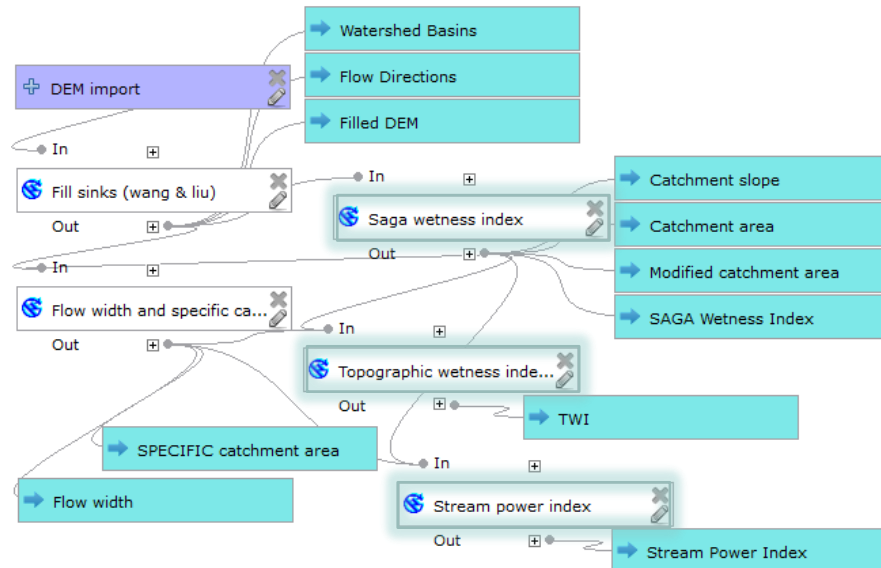 Watershed Basins
DEM import
Flow Directions
Filled DEM
In
Fill sinks (wang & liu)
Out
In
Saga wetness index
Out
Catchment slope
Catchment area
Modified catchment area
SAGA Wetness Index
In
Flow width and specific ca...
Out
In
Topographic wetness inde...
Out
TWI
SPECIFIC catchment area
Flow width
In
Stream power index
Out
Stream Power Index